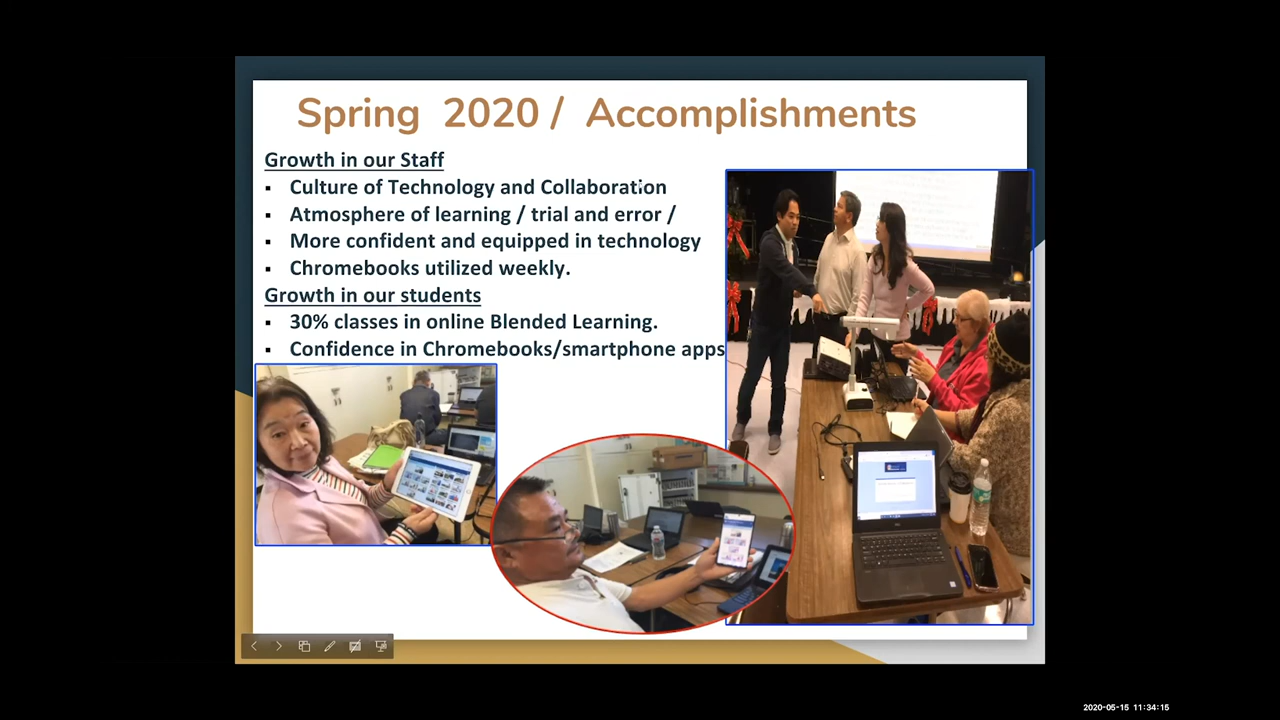 Spring 2020 / Accomplishments
Growth in our Staff
▪ Culture of Technology and Collaboration
▪ Atmosphere of learning / trial and error /
▪ More confident and equipped in technology
▪ Chromebooks utilized weekly.
Growth in our students
▪ 30% classes in online Blended Learning.
▪ Confidence in Chromebooks/smartphone apps
2020-05-15 11:34:15